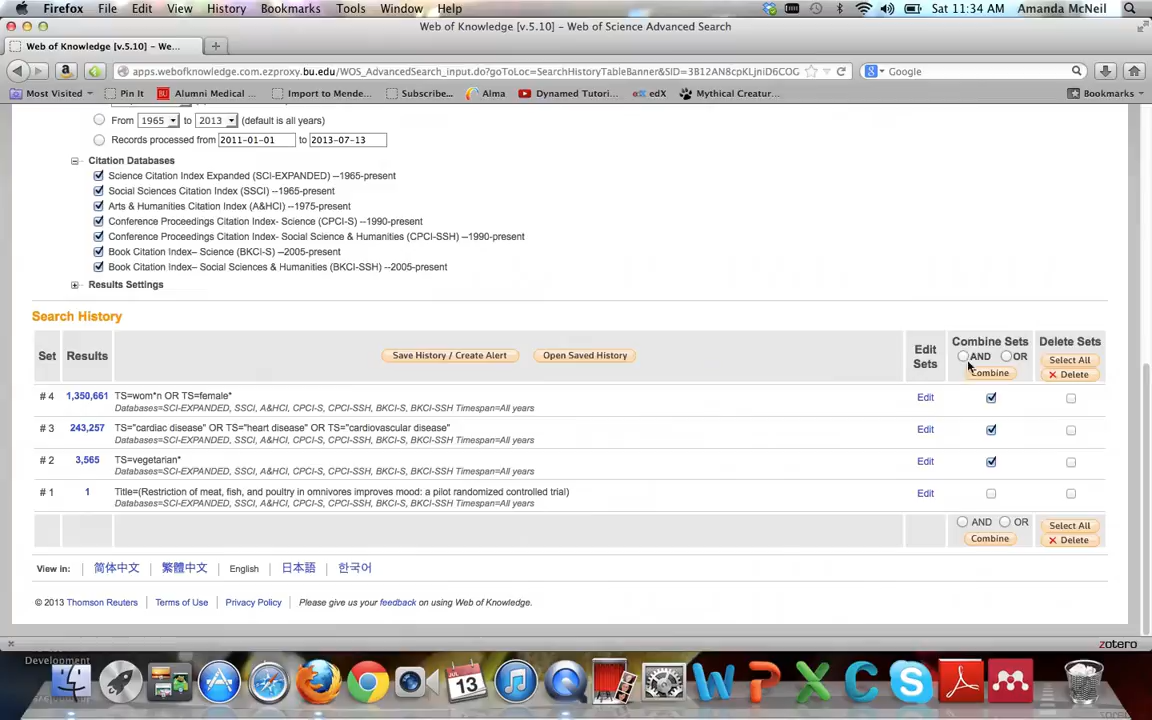 Firefox File Edit View History Bookmarks Tools Window Help Sat 11:34 AM Amanda McNeil
Web of Knowledge [v.5.10] - Web of Science Advanced Search
Web of Knowledge [v.5.10] - We...
apps.webofknowledge.com.ezproxy.bu.edu/WOS_AdvancedSearch_input.do?goToLoc=SearchHistoryTableBanner&SID=3B12AN8cpKLjniD6COG Google
Most Visited Pin It Alumni Medical ... Import to Mende... Subscribe... Alma Dynamed Tutori... edX Mythical Creatur... Bookmarks
From 1965 to 2013 (default is all years)
Records processed from 2011-01-01 to 2013-07-13
Citation Databases
Science Citation Index Expanded (SCI-EXPANDED) --1965-present
Social Sciences Citation Index (SSCI) --1965-present
Arts & Humanities Citation Index (A&HCI) --1975-present
Conference Proceedings Citation Index- Science (CPCI-S) --1990-present
Conference Proceedings Citation Index- Social Science & Humanities (CPCI-SSH) --1990-present
Book Citation Index– Science (BKCI-S) --2005-present
Book Citation Index– Social Sciences & Humanities (BKCI-SSH) --2005-present
Results Settings
Search History
Set Results Save History / Create Alert Open Saved History Edit Sets Combine Sets AND OR Combine Delete Sets Select All Delete
# 4 1,350,661 TS=wom*n OR TS=female* Edit
Databases=SCI-EXPANDED, SSCI, A&HCI, CPCI-S, CPCI-SSH, BKCI-S, BKCI-SSH Timespan=All years
# 3 243,257 TS="cardiac disease" OR TS="heart disease" OR TS="cardiovascular disease" Edit
Databases=SCI-EXPANDED, SSCI, A&HCI, CPCI-S, CPCI-SSH, BKCI-S, BKCI-SSH Timespan=All years
# 2 3,565 TS=vegetarian* Edit
Databases=SCI-EXPANDED, SSCI, A&HCI, CPCI-S, CPCI-SSH, BKCI-S, BKCI-SSH Timespan=All years
# 1 1 Title=(Restriction of meat, fish, and poultry in omnivores improves mood: a pilot randomized controlled trial) Edit
Databases=SCI-EXPANDED, SSCI, A&HCI, CPCI-S, CPCI-SSH, BKCI-S, BKCI-SSH Timespan=All years
AND OR Select All
Combine Delete
View in: 简体中文 繁體中文 English 日本語 한국어
© 2013 Thomson Reuters Terms of Use Privacy Policy Please give us your feedback on using Web of Knowledge.
zotero
Development
JUL 13